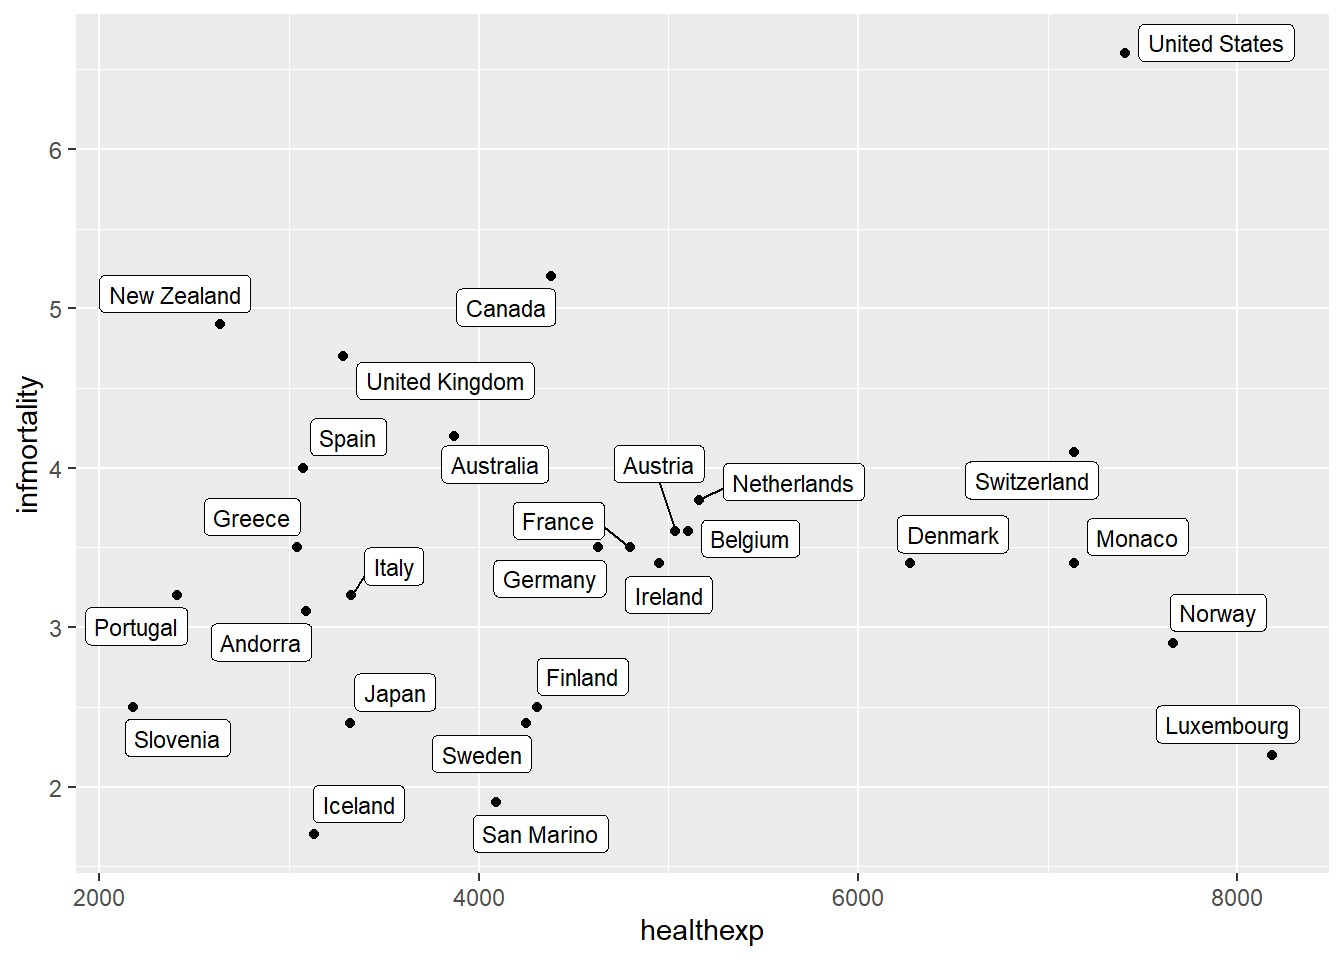 United States
6
New Zealand
Canada
5
United Kingdom
Spain
Australia
Austria
4
Netherlands
Switzerland
Greece
France
Belgium
Denmark
Monaco
Italy
Germany
Ireland
Portugal
Andorra
3
Norway
Finland
Japan
Slovenia
Sweden
Luxembourg
2
Iceland
San Marino
infmortality
2000
4000
6000
8000
healthexp